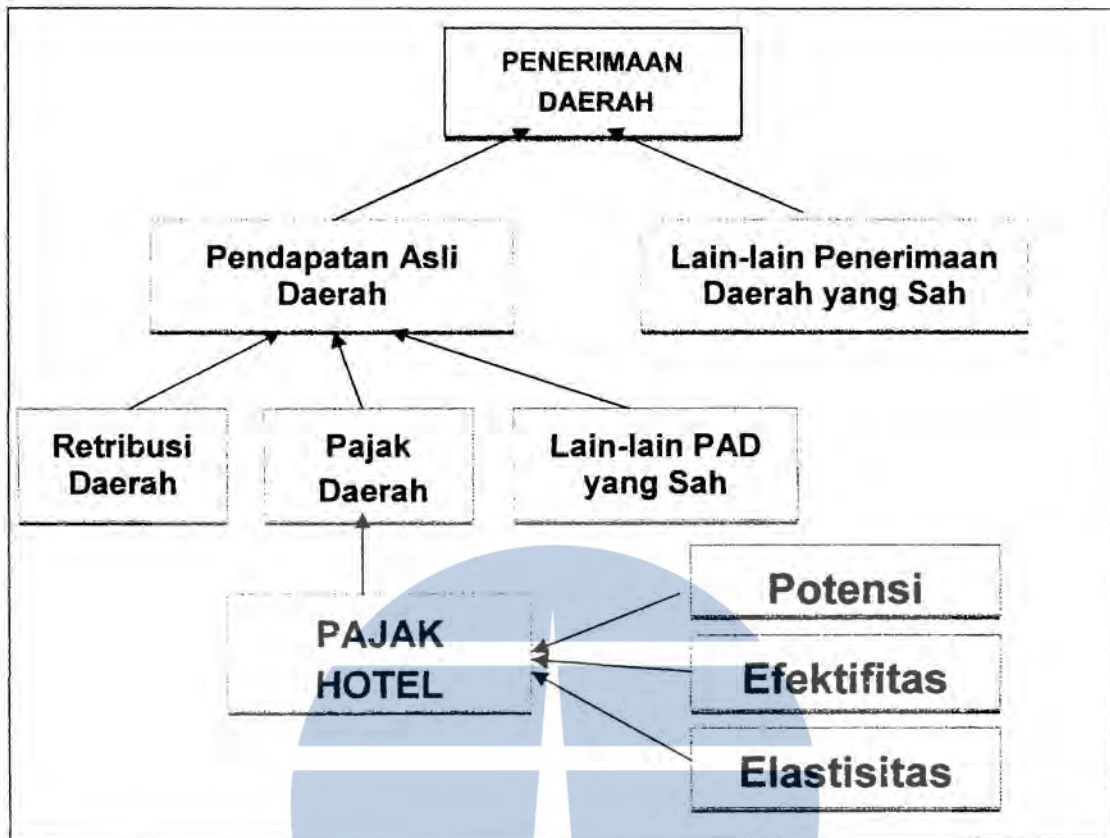 PENERIMAAN
DAERAH
Pendapatan Asli
Daerah
Lain-lain Penerimaan
Daerah yang Sah
Retribusi
Daerah
Pajak
Daerah
Lain-lain PAD
yang Sah
PAJAK
HOTEL
Potensi
Efektifitas
Elastisitas